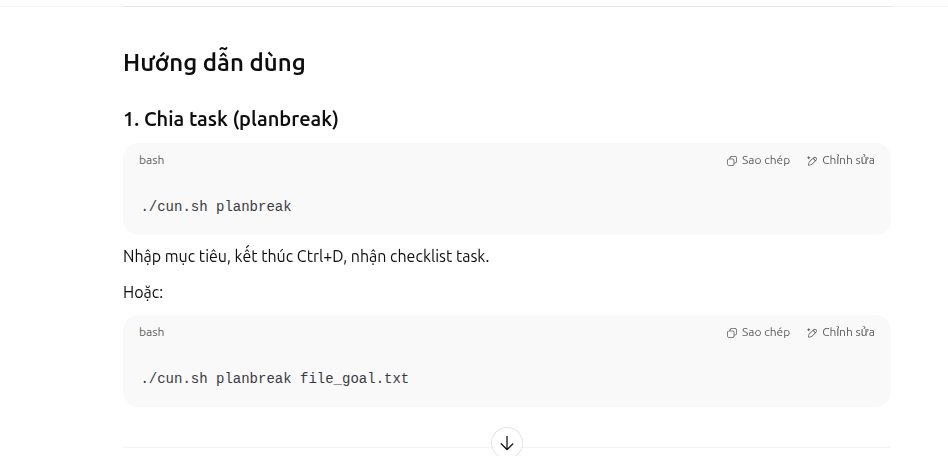 Hướng dẫn dùng
1. Chia task (planbreak)
bash
Sao chép
Chỉnh sửa
./cun.sh planbreak
Nhập mục tiêu, kết thúc Ctrl+D, nhận checklist task.
Hoặc:
bash
Sao chép
Chỉnh sửa
./cun.sh planbreak file_goal.txt